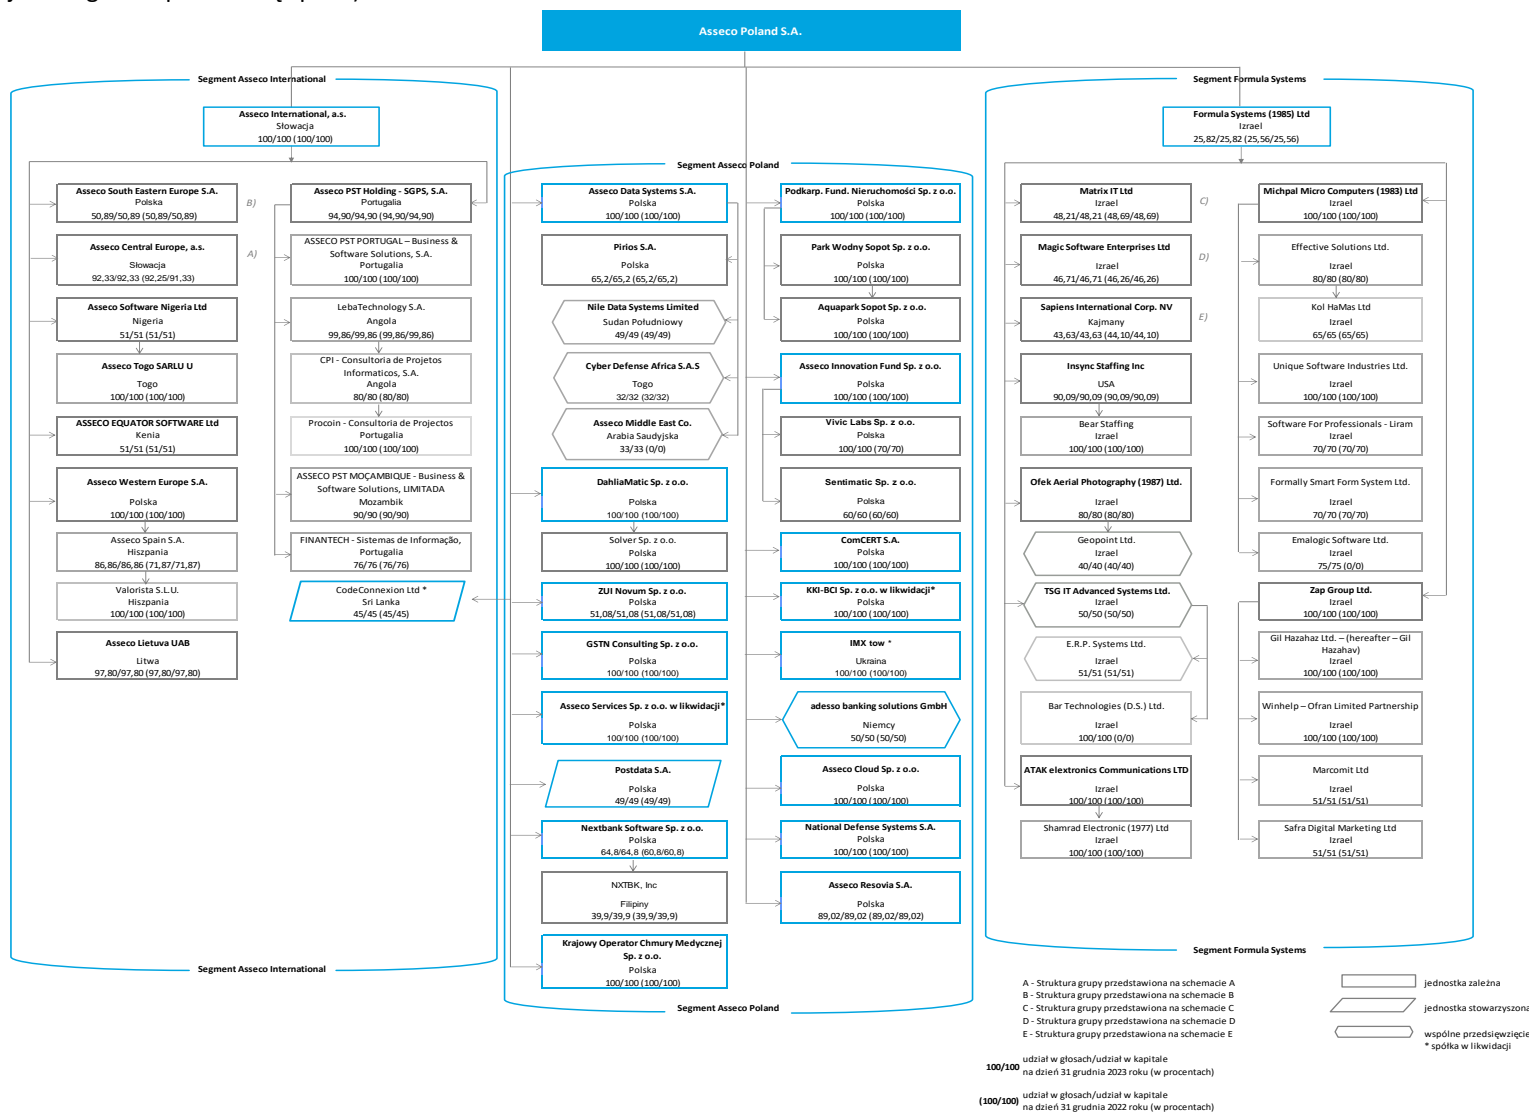 Asseco Poland S.A.
Segment Asseco International
Asseco International, a.s.
Słowacja
100/100 (100/100)
Asseco South Eastern Europe S.A.
Polska
50,89/50,89 (50,89/50,89)
B)
Asseco Central Europe, a.s.
Słowacja
92,33/92,33 (92,25/91,33)
A)
Asseco Software Nigeria Ltd
Nigeria
51/51 (51/51)
Asseco Togo SARLU U
Togo
100/100 (100/100)
ASSECO EQUATOR SOFTWARE Ltd
Kenia
51/51 (51/51)
Asseco Western Europe S.A.
Polska
100/100 (100/100)
Asseco Spain S.A.
Hiszpania
86,86/86,86 (71,87/71,87)
Valorista S.L.U.
Hiszpania
100/100 (100/100)
Asseco Lietuva UAB
Litwa
97,80/97,80 (97,80/97,80)
Asseco PST Holding - SGPS, S.A.
Portugalia
94,90/94,90 (94,90/94,90)
ASSECO PST PORTUGAL – Business &
Software Solutions, S.A.
Portugalia
100/100 (100/100)
LebaTechnology S.A.
Angola
99,86/99,86 (99,86/99,86)
CPI - Consultoria de Projetos
Informaticos, S.A.
Angola
80/80 (80/80)
Procoin - Consultoria de Projectos
Portugalia
100/100 (100/100)
ASSECO PST MOÇAMBIQUE - Business &
Software Solutions, LIMITADA
Mozambik
90/90 (90/90)
FINANTECH - Sistemas de Informação,
Portugalia
76/76 (76/76)
CodeConnexion Ltd *
Sri Lanka
45/45 (45/45)
Segment Asseco International
Segment Asseco Poland
Asseco Data Systems S.A.
Polska
100/100 (100/100)
Pirios S.A.
Polska
65,2/65,2 (65,2/65,2)
Nile Data Systems Limited
Sudan Południowy
49/49 (49/49)
Cyber Defense Africa S.A.S
Togo
32/32 (32/32)
Asseco Middle East Co.
Arabia Saudyjska
33/33 (0/0)
DahliaMatic Sp. z o.o.
Polska
100/100 (100/100)
Solver Sp. z o.o.
Polska
100/100 (100/100)
ZUI Novum Sp. z o.o.
Polska
51,08/51,08 (51,08/51,08)
GSTN Consulting Sp. z o.o.
Polska
100/100 (100/100)
Asseco Services Sp. z o.o. w likwidacji*
Polska
100/100 (100/100)
Postdata S.A.
Polska
49/49 (49/49)
Nextbank Software Sp. z o.o.
Polska
64,8/64,8 (60,8/60,8)
NXTBK, Inc
Filipiny
39,9/39,9 (39,9/39,9)
Krajowy Operator Chmury Medycznej
Sp. z o.o.
Polska
100/100 (100/100)
Podkarp. Fund. Nieruchomości Sp. z o.o.
Polska
100/100 (100/100)
Park Wodny Sopot Sp. z o.o.
Polska
100/100 (100/100)
Aquapark Sopot Sp. z o.o.
Polska
100/100 (100/100)
Asseco Innovation Fund Sp. z o.o.
Polska
100/100 (100/100)
Vivic Labs Sp. z o.o.
Polska
100/100 (70/70)
Sentimatic Sp. z o.o.
Polska
60/60 (60/60)
ComCERT S.A.
Polska
100/100 (100/100)
KKI-BCI Sp. z o.o. w likwidacji*
Polska
100/100 (100/100)
IMX tow *
Ukraina
100/100 (100/100)
adesso banking solutions GmbH
Niemcy
50/50 (50/50)
Asseco Cloud Sp. z o.o.
Polska
100/100 (100/100)
National Defense Systems S.A.
Polska
100/100 (100/100)
Asseco Resovia S.A.
Polska
89,02/89,02 (89,02/89,02)
Segment Asseco Poland
Segment Formula Systems
Formula Systems (1985) Ltd
Izrael
25,82/25,82 (25,56/25,56)
Matrix IT Ltd
Izrael
48,21/48,21 (48,69/48,69)
C)
Magic Software Enterprises Ltd
Izrael
46,71/46,71 (46,26/46,26)
D)
Sapiens International Corp. NV
Kajmany
43,63/43,63 (44,10/44,10)
E)
Insync Staffing Inc
USA
90,09/90,09 (90,09/90,09)
Bear Staffing
Izrael
100/100 (100/100)
Ofek Aerial Photography (1987) Ltd.
Izrael
80/80 (80/80)
Geopoint Ltd.
Izrael
40/40 (40/40)
TSG IT Advanced Systems Ltd.
Izrael
50/50 (50/50)
E.R.P. Systems Ltd.
Izrael
51/51 (51/51)
Bar Technologies (D.S.) Ltd.
Izrael
100/100 (0/0)
ATAK elextronics Communications LTD
Izrael
100/100 (100/100)
Shamrad Electronic (1977) Ltd
Izrael
100/100 (100/100)
Michpal Micro Computers (1983) Ltd
Izrael
100/100 (100/100)
Effective Solutions Ltd.
Izrael
80/80 (80/80)
Kol HaMas Ltd
Izrael
65/65 (65/65)
Unique Software Industries Ltd.
Izrael
100/100 (100/100)
Software For Professionals - Liram
Izrael
70/70 (70/70)
Formally Smart Form System Ltd.
Izrael
70/70 (70/70)
Emalogic Software Ltd.
Izrael
75/75 (0/0)
Zap Group Ltd.
Izrael
100/100 (100/100)
Gil Hazahaz Ltd. – (hereafter – Gil
Hazahav)
Izrael
100/100 (100/100)
Winhelp – Ofran Limited Partnership
Izrael
100/100 (100/100)
Marcomit Ltd
Izrael
51/51 (51/51)
Safra Digital Marketing Ltd
Izrael
51/51 (51/51)
Segment Formula Systems
A - Struktura grupy przedstawiona na schemacie A
B - Struktura grupy przedstawiona na schemacie B
C - Struktura grupy przedstawiona na schemacie C
D - Struktura grupy przedstawiona na schemacie D
E - Struktura grupy przedstawiona na schemacie E
jednostka zależna
jednostka stowarzyszona
wspólne przedsięwzięcie
* spółka w likwidacji
100/100 udział w głosach/udział w kapitale
na dzień 31 grudnia 2023 roku (w procentach)
(100/100) udział w głosach/udział w kapitale
na dzień 31 grudnia 2022 roku (w procentach)